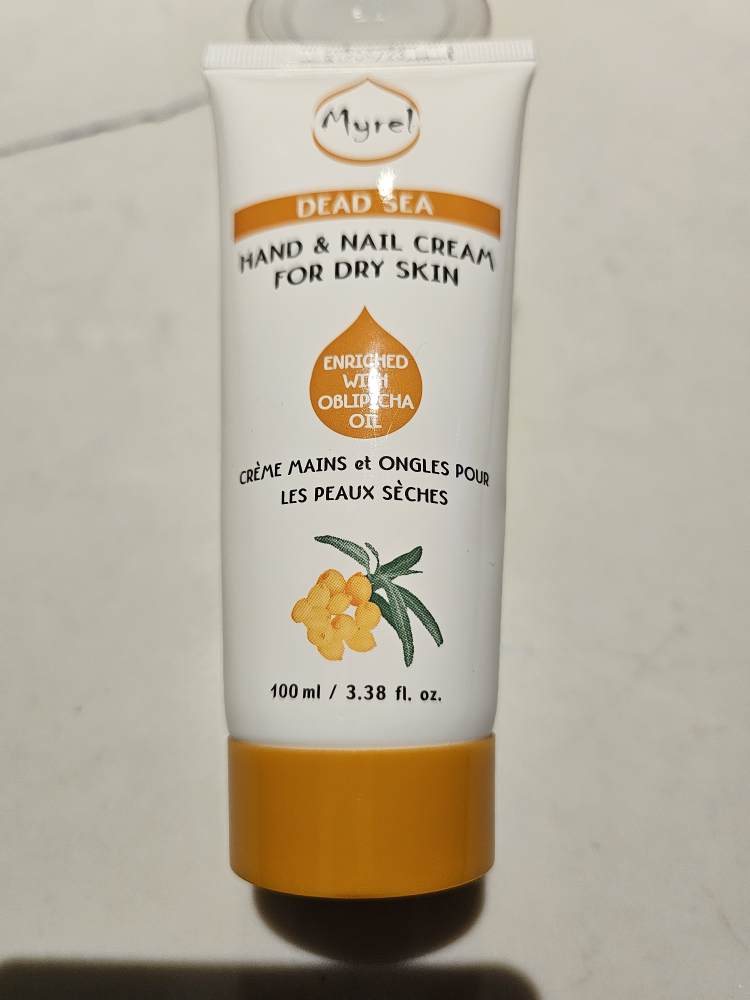 Myrel
DEAD SEA
HAND & NAIL CREAM
FOR DRY SKIN
ENRICHED
WITH
OBLIPICHA
OIL
CRÈME MAINS et ONGLES POUR
LES PEAUX SÈCHES
100 ml / 3.38 fl. oz.